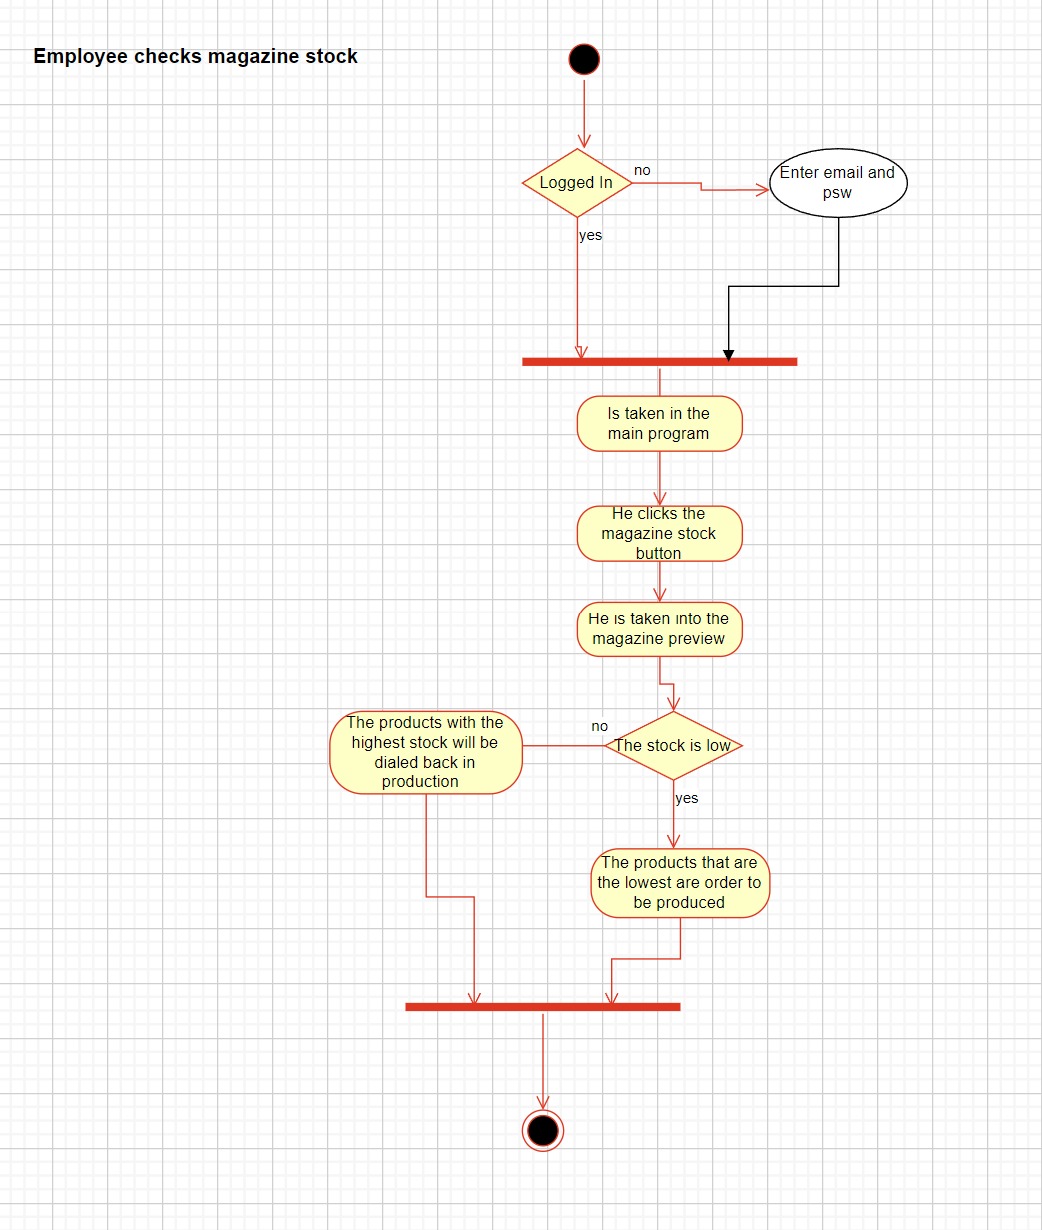 Employee checks magazine stock
Logged In
no
Enter email and
psw
yes
Is taken in the
main program
He clicks the
magazine stock
button
He is taken into the
magazine preview
The stock is low
no
The products with the
highest stock will be
dialed back in
production
yes
The products that are
the lowest are order to
be produced